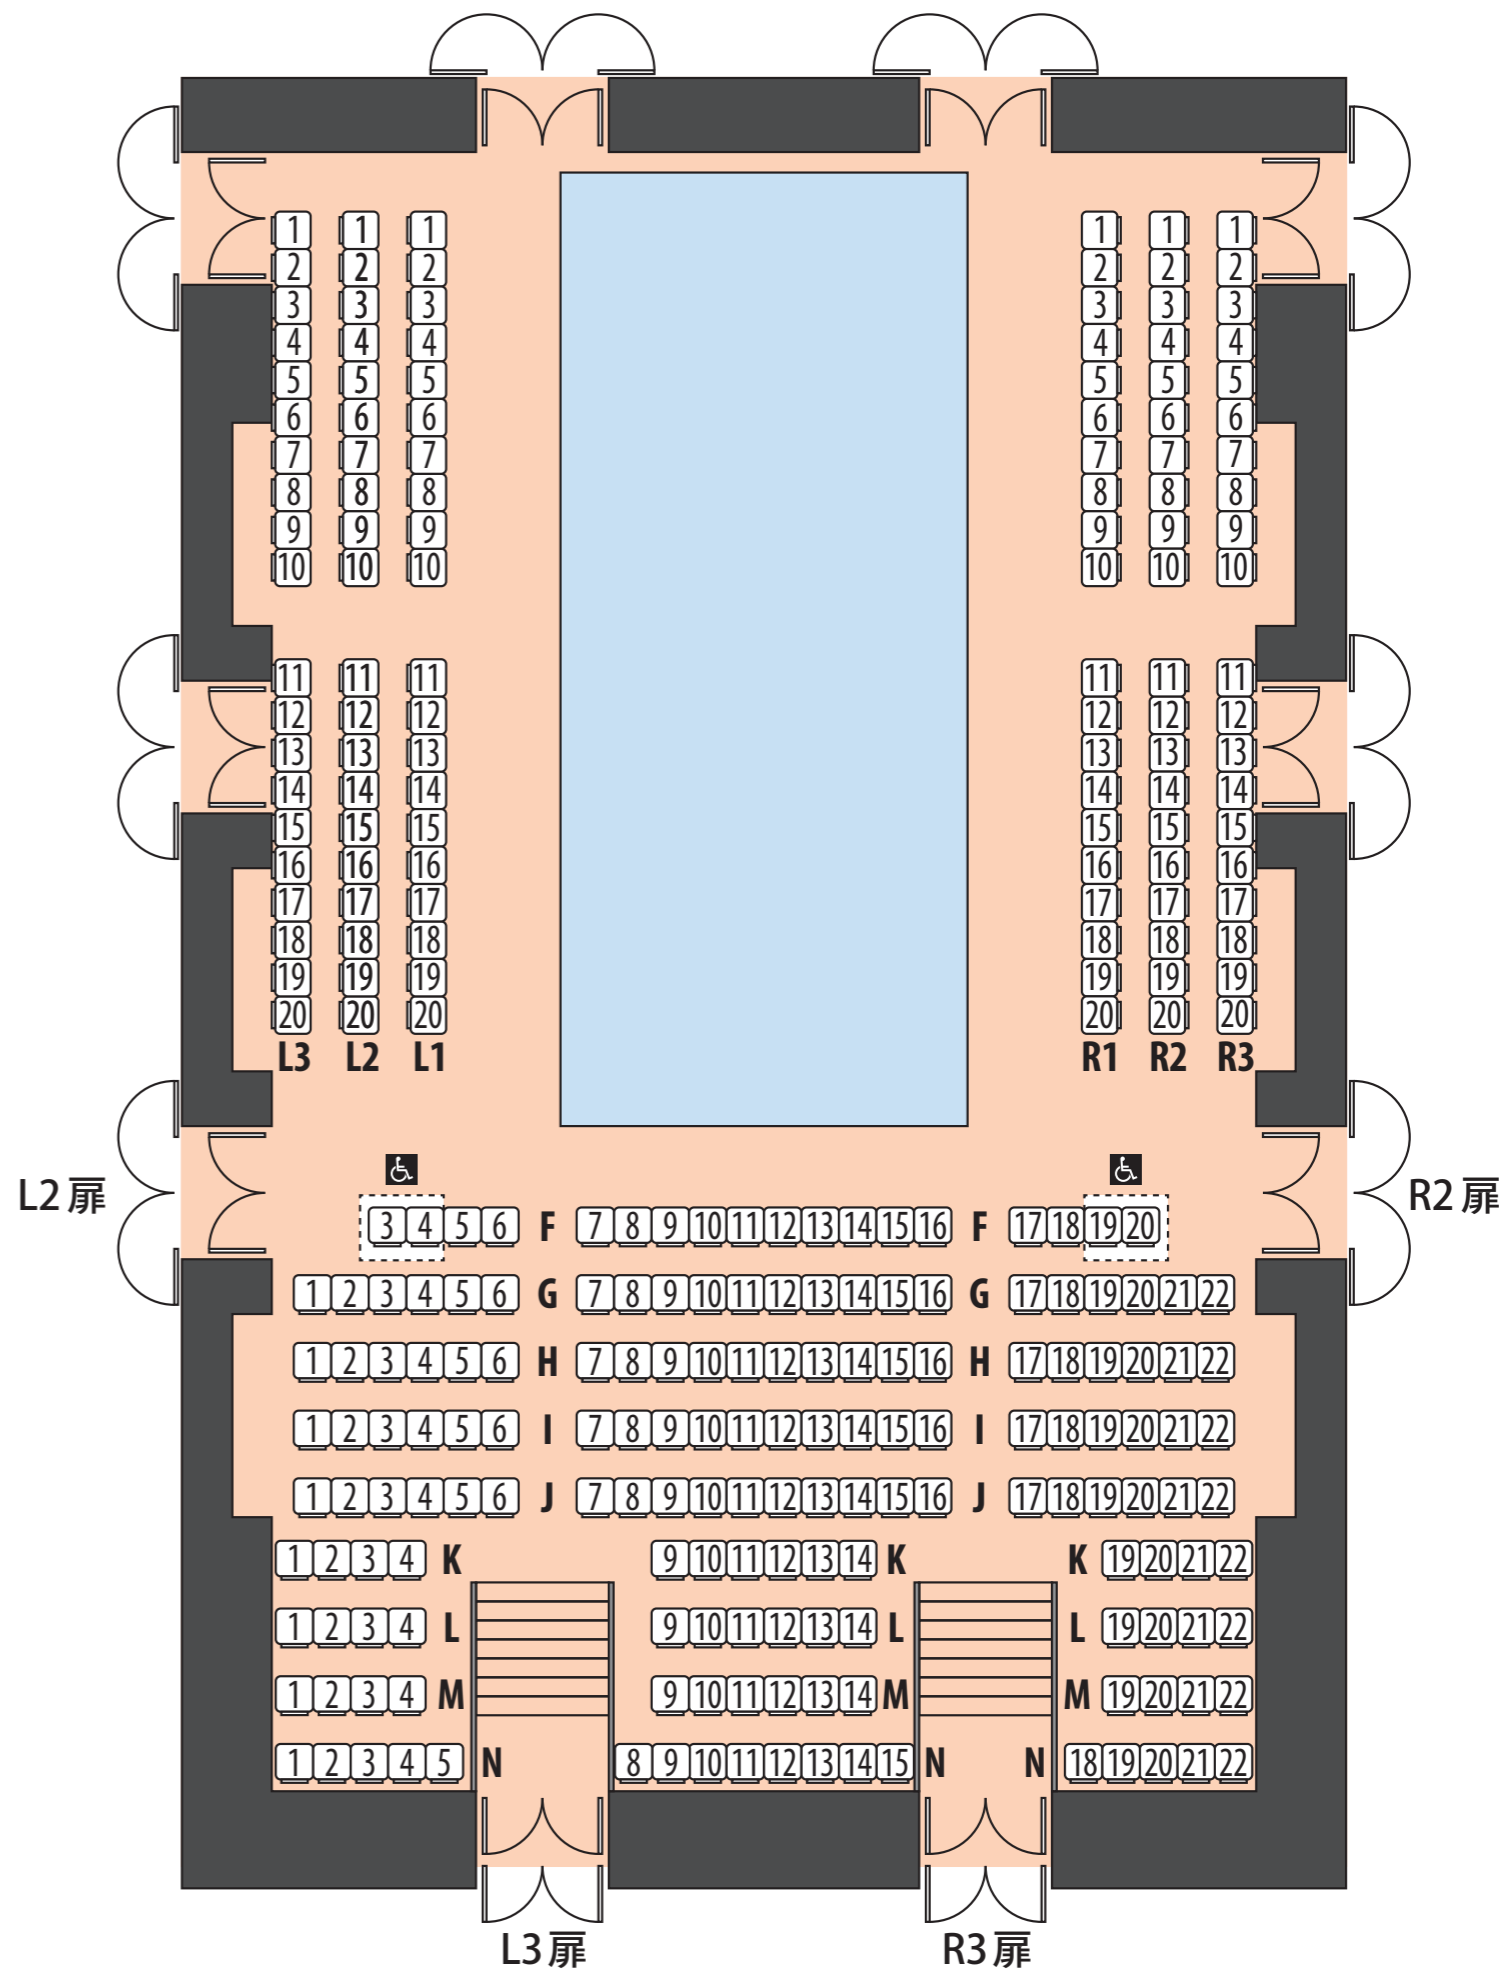 1 1 1 1 1 1
2 2 2 2 2 2
3 3 3 3 3 3
4 4 4 4 4 4
5 5 5 5 5 5
6 6 6 6 6 6
7 7 7 7 7 7
8 8 8 8 8 8
9 9 9 9 9 9
10 10 10 10 10 10
11 11 11 11 11 11
12 12 12 12 12 12
13 13 13 13 13 13
14 14 14 14 14 14
15 15 15 15 15 15
16 16 16 16 16 16
17 17 17 17 17 17
18 18 18 18 18 18
19 19 19 19 19 19
20 20 20 20 20 20
L3 L2 L1 R1 R2 R3
L2扉 R2扉
3 4 5 6 F 7 8 9 10 11 12 13 14 15 16 F 17 18 19 20
1 2 3 4 5 6 G 7 8 9 10 11 12 13 14 15 16 G 17 18 19 20 21 22
1 2 3 4 5 6 H 7 8 9 10 11 12 13 14 15 16 H 17 18 19 20 21 22
1 2 3 4 5 6 I 7 8 9 10 11 12 13 14 15 16 I 17 18 19 20 21 22
1 2 3 4 5 6 J 7 8 9 10 11 12 13 14 15 16 J 17 18 19 20 21 22
1 2 3 4 K 9 10 11 12 13 14 K K 19 20 21 22
1 2 3 4 L 9 10 11 12 13 14 L L 19 20 21 22
1 2 3 4 M 9 10 11 12 13 14 M M 19 20 21 22
1 2 3 4 5 N 8 9 10 11 12 13 14 15 N N 18 19 20 21 22
L3扉 R3扉